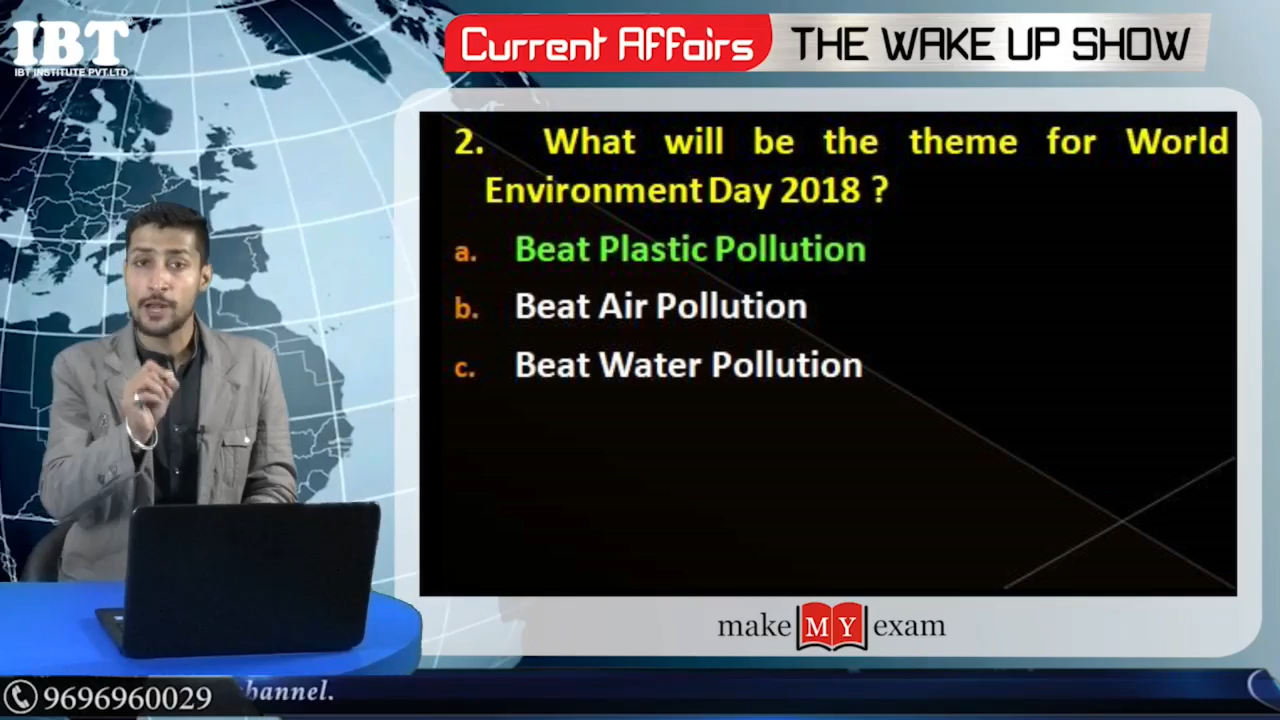 IBT
IBT INSTITUTE PVT.LTD
Current Affairs THE WAKE UP SHOW
2. What will be the theme for World
Environment Day 2018 ?
a. Beat Plastic Pollution
b. Beat Air Pollution
c. Beat Water Pollution
make MY exam
9696960029 hannel.